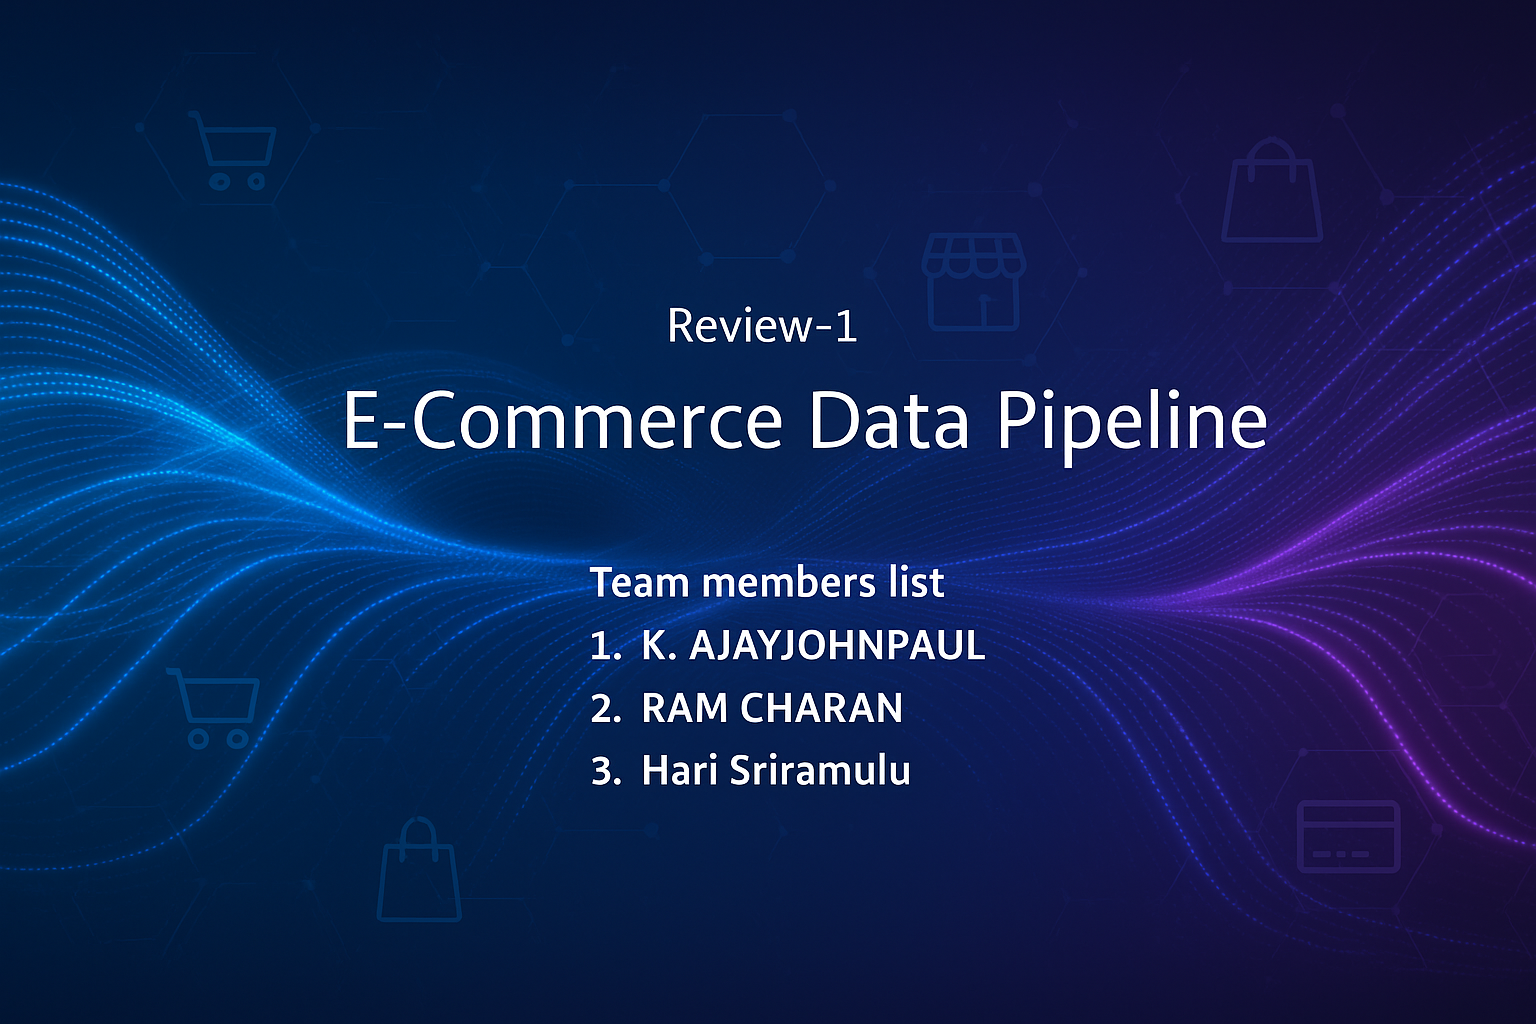 Review-1
E-Commerce Data Pipeline
Team members list
1. K. AJAYJOHNPAUL
2. RAM CHARAN
3. Hari Sriramulu